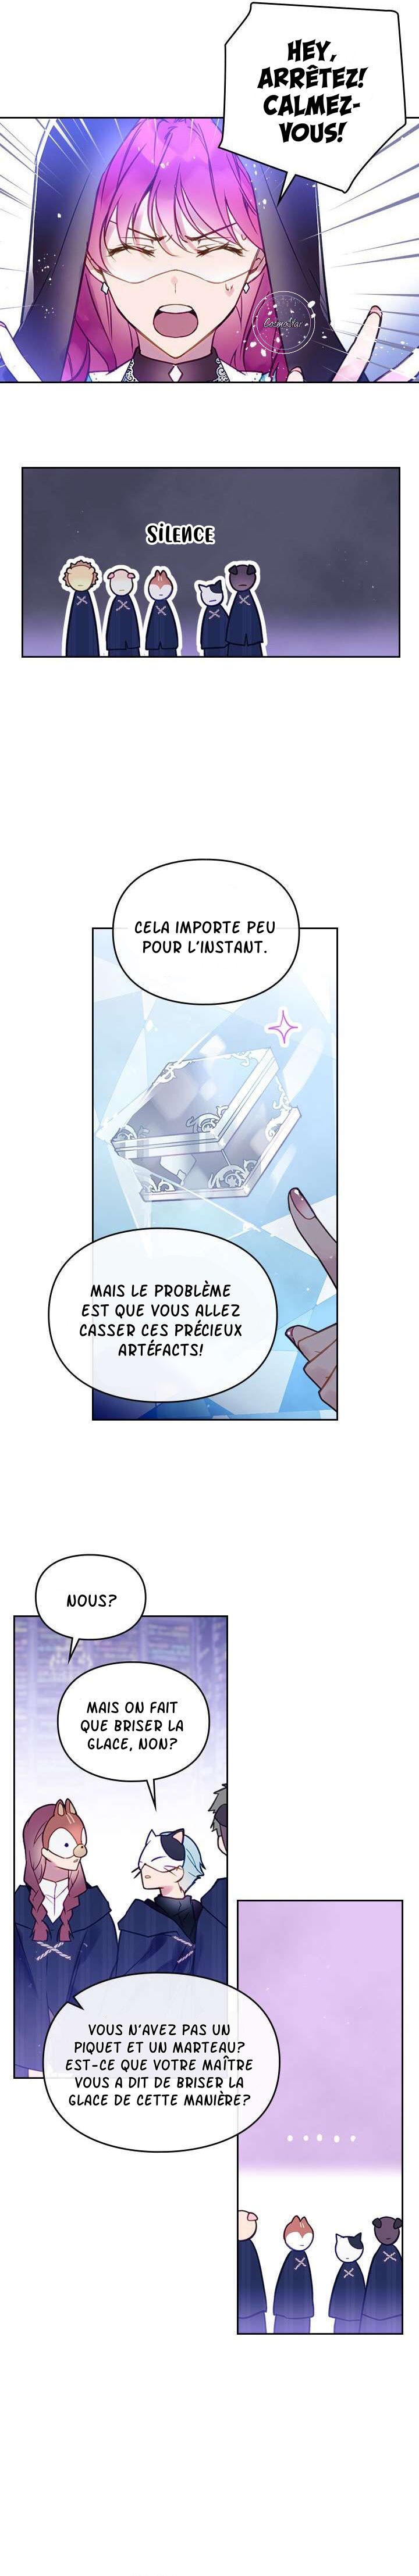 HEY,
ARRÊTEZ!
CALMEZ-
VOUS!
CosmoStar
SILENCE
CELA IMPORTE PEU
POUR L'INSTANT.
MAIS LE PROBLÈME
EST QUE VOUS ALLEZ
CASSER CES PRÉCIEUX
ARTÉFACTS!
NOUS?
MAIS ON FAIT
QUE BRISER LA
GLACE, NON?
VOUS N'AVEZ PAS UN
PIQUET ET UN MARTEAU?
EST-CE QUE VOTRE MAÎTRE
VOUS A DIT DE BRISER LA
GLACE DE CETTE MANIÈRE?
.....